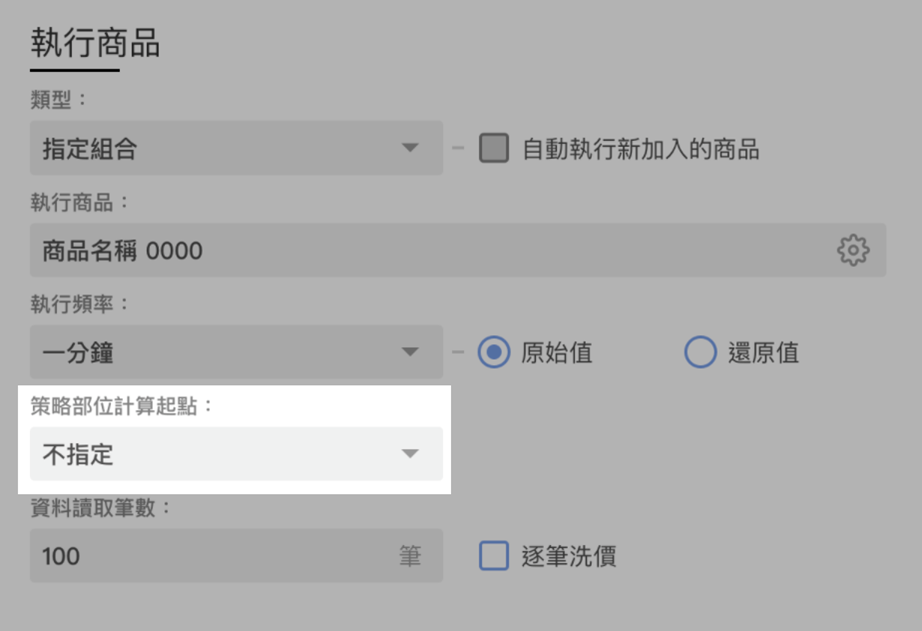 執行商品
類型：
指定組合
自動執行新加入的商品
執行商品：
商品名稱 0000
執行頻率：
一分鐘
原始值
還原值
策略部位計算起點：
不指定
資料讀取筆數：
100 筆
逐筆洗價